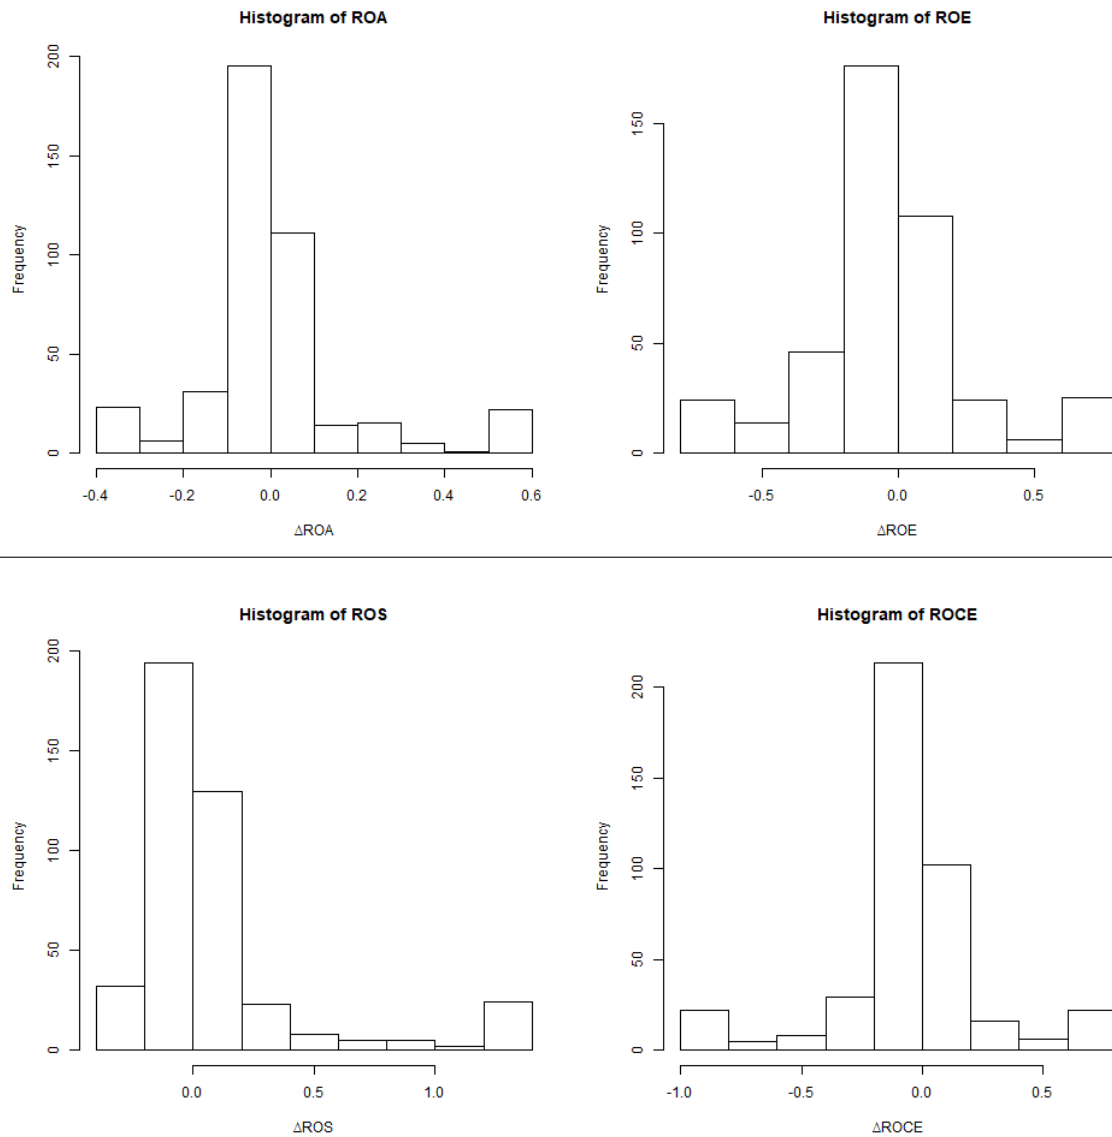 Histogram of ROA
Frequency
200
150
100
50
0
-0.4 -0.2 0.0 0.2 0.4 0.6
ΔROA
Histogram of ROE
Frequency
150
100
50
0
-0.5 0.0 0.5
ΔROE
Histogram of ROS
Frequency
200
150
100
50
0
0.0 0.5 1.0
ΔROS
Histogram of ROCE
Frequency
200
150
100
50
0
-1.0 -0.5 0.0 0.5
ΔROCE